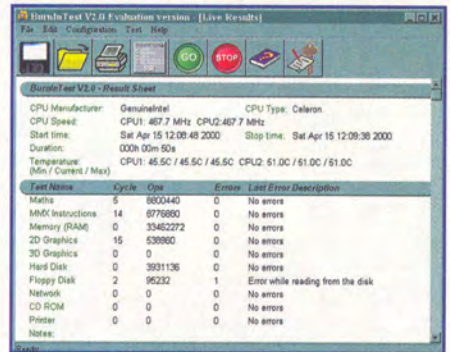 BurnInTest V2.0 Evaluation version - [Live Results]
File Edit Configuration Test Help
GO STOP
BurnInTest V2.0 - Result Sheet
CPU Manufacturer: GenuineIntel CPU Type: Celeron
CPU Speed: CPU1: 467.7 MHz CPU2:467.7 MHz
Start time: Sat Apr 15 12:08:48 2000 Stop time: Sat Apr 15 12:09:38 2000
Duration: 000h 00m 50s
Temperature: CPU1: 45.5C / 45.5C / 45.5C CPU2: 51.0C / 51.0C / 51.0C
(Min / Current / Max)
Test Name Cycle Ops Errors Last Error Description
Maths 5 8800440 0 No errors
MMX Instructions 14 8776880 0 No errors
Memory (RAM) 0 33462272 0 No errors
2D Graphics 15 538960 0 No errors
3D Graphics 0 0 0 No errors
Hard Disk 0 3931136 0 No errors
Floppy Disk 2 95232 1 Error while reading from the disk
Network 0 0 0 No errors
CD ROM 0 0 0 No errors
Printer 0 0 0 No errors
Notes:
Ready